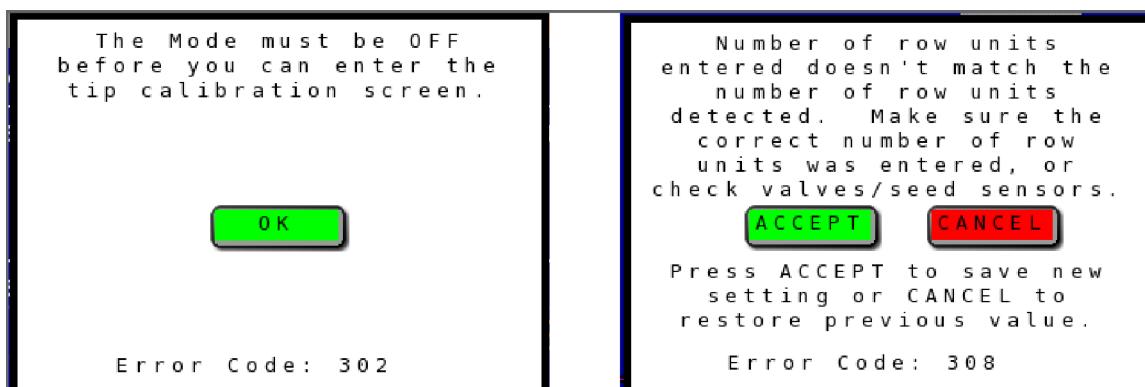 The Mode must be OFF
before you can enter the
tip calibration screen.
OK
Error Code: 302
Number of row units
entered doesn't match the
number of row units
detected.  Make sure the
correct number of row
units was entered, or
check valves/seed sensors.
ACCEPT
CANCEL
Press ACCEPT to save new
setting or CANCEL to
restore previous value.
Error Code: 308